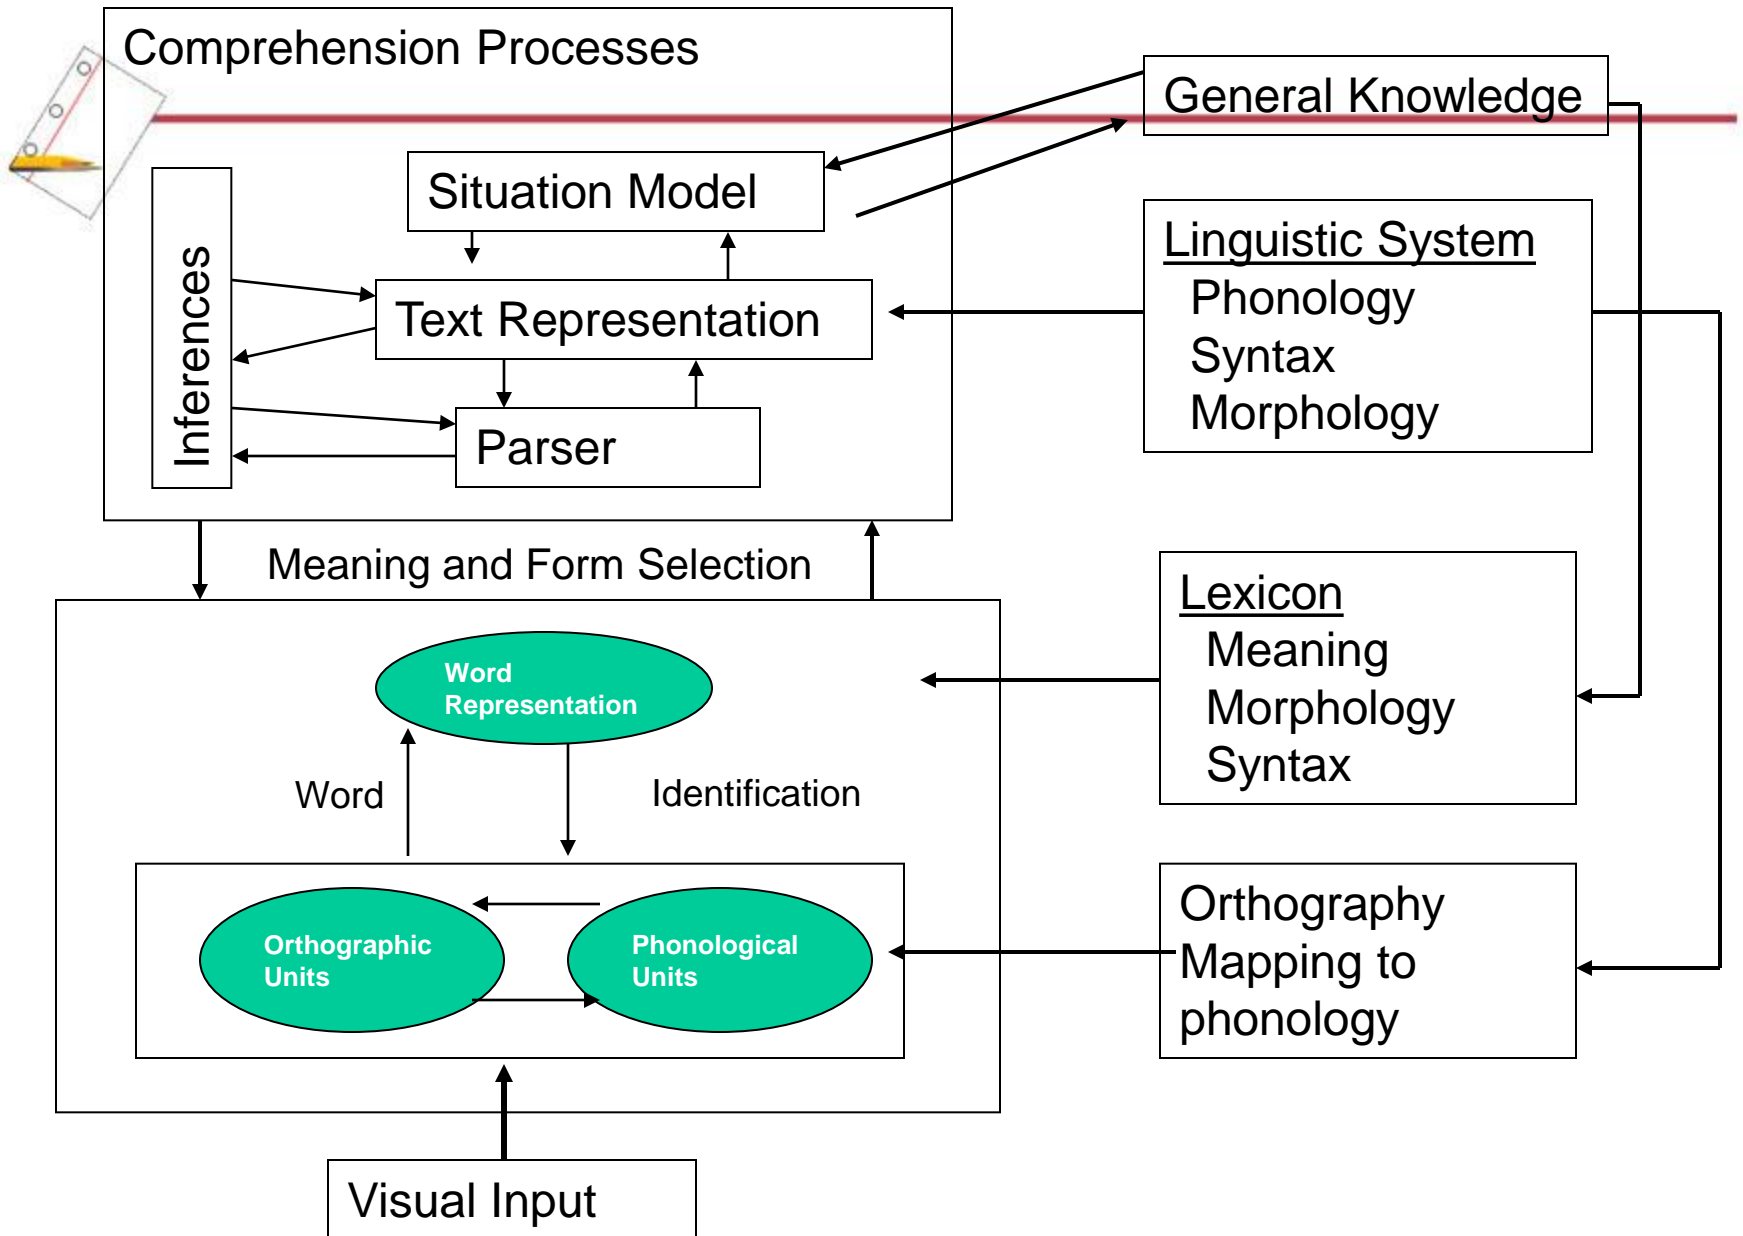 Comprehension Processes
General Knowledge
Situation Model
Linguistic System
Phonology
Syntax
Morphology
Inferences
Text Representation
Parser
Meaning and Form Selection
Lexicon
Meaning
Morphology
Syntax
Word
Representation
Word
Identification
Orthographic
Units
Phonological
Units
Orthography
Mapping to
phonology
Visual Input